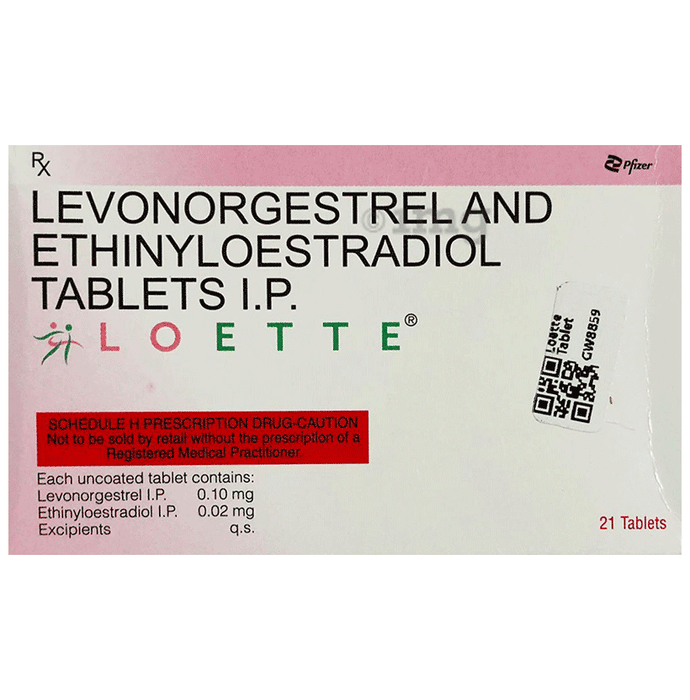 Rx
Pfizer
LEVONORGESTREL AND
ETHINYLOESTRADIOL
TABLETS I.P.
LOETTE®
1mg
Loette
Tablet
GW8859
SCHEDULE H PRESCRIPTION DRUG-CAUTION
Not to be sold by retail without the prescription of a
Registered Medical Practitioner.
Each uncoated tablet contains:
Levonorgestrel I.P. 0.10 mg
Ethinyloestradiol I.P. 0.02 mg
Excipients q.s.
21 Tablets